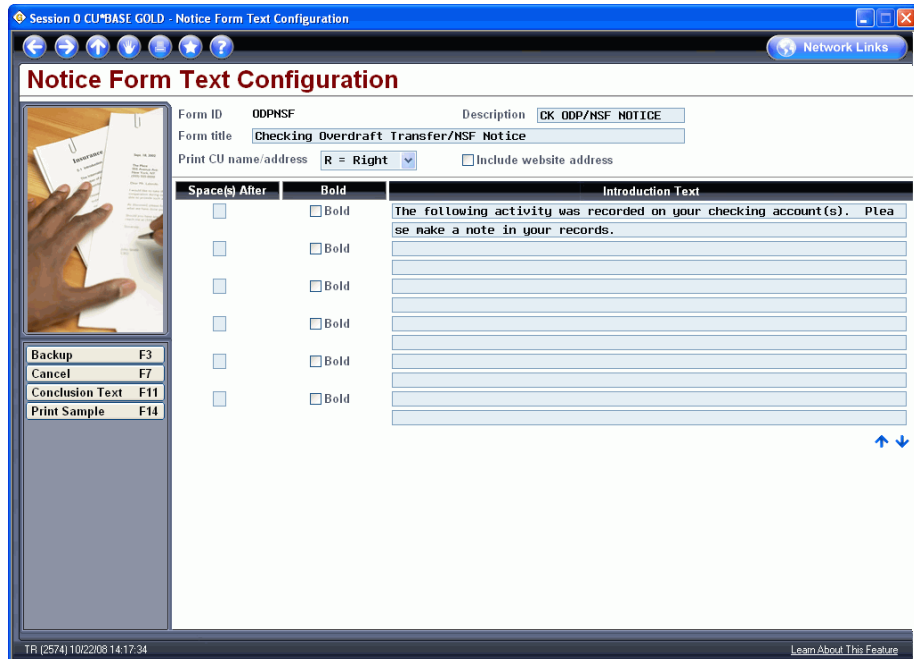 Session 0 CU*BASE GOLD - Notice Form Text Configuration
Network Links
Notice Form Text Configuration
Form ID ODPNSF Description CK ODP/NSF NOTICE
Form title Checking Overdraft Transfer/NSF Notice
Print CU name/address R = Right Include website address
Space(s) After Bold Introduction Text
Bold The following activity was recorded on your checking account(s). Plea
se make a note in your records.
Bold
Bold
Bold
Bold
Bold
Insurance
Backup F3
Cancel F7
Conclusion Text F11
Print Sample F14
TR (2574) 10/22/08 14:17:34 Learn About This Feature